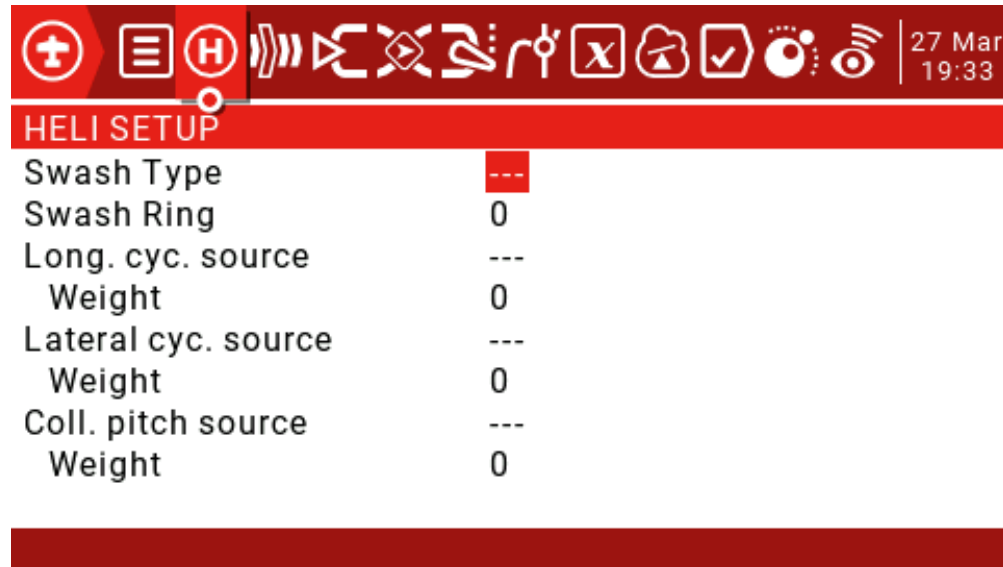 27 Mar
19:33
HELI SETUP
Swash Type ---
Swash Ring 0
Long. cyc. source ---
Weight 0
Lateral cyc. source ---
Weight 0
Coll. pitch source ---
Weight 0